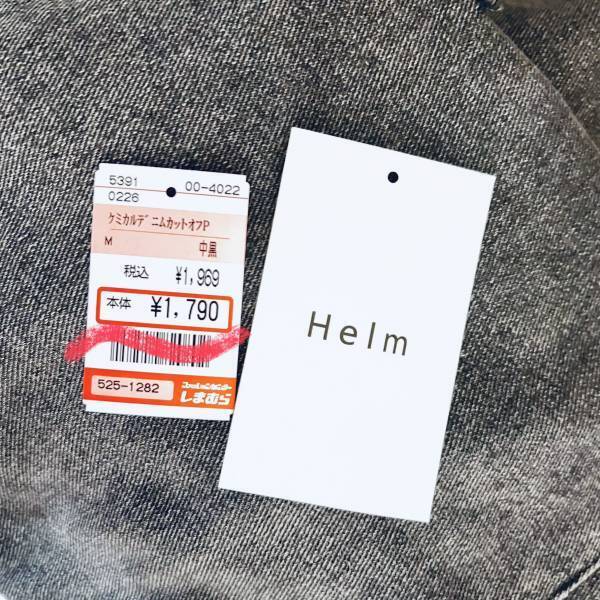 5391 00-4022
0226
ｹﾐｶﾙﾃﾞﾆﾑｶｯﾄｵﾌP
M 中黒
税込 ¥1,969
本体 ¥1,790
525-1282
ファッションセンター
しまむら
Helm